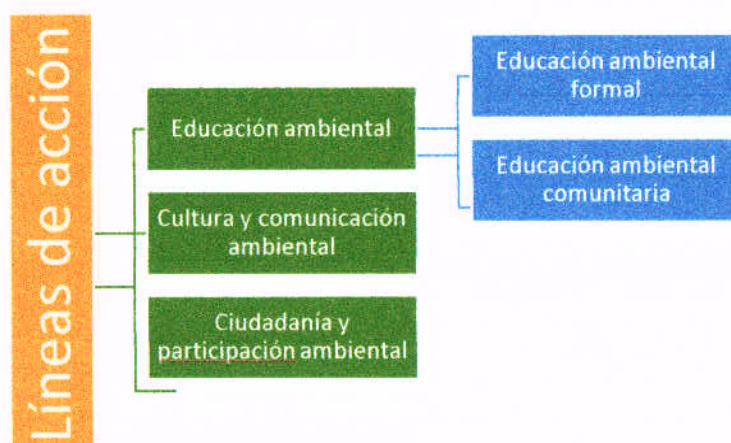 Líneas de acción
Educación ambiental
Cultura y comunicación
ambiental
Ciudadanía y
participación ambiental
Educación ambiental
formal
Educación ambiental
comunitaria